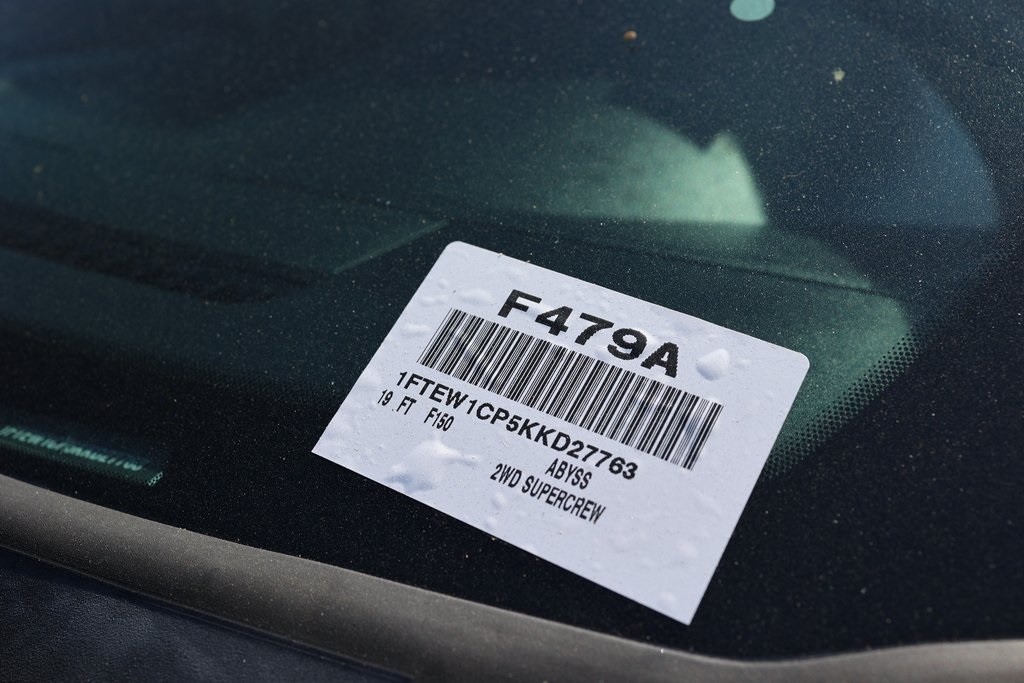 F479A
1FTEW1CP5KKD27763
19 FT F150
ABYSS
2WD SUPERCREW